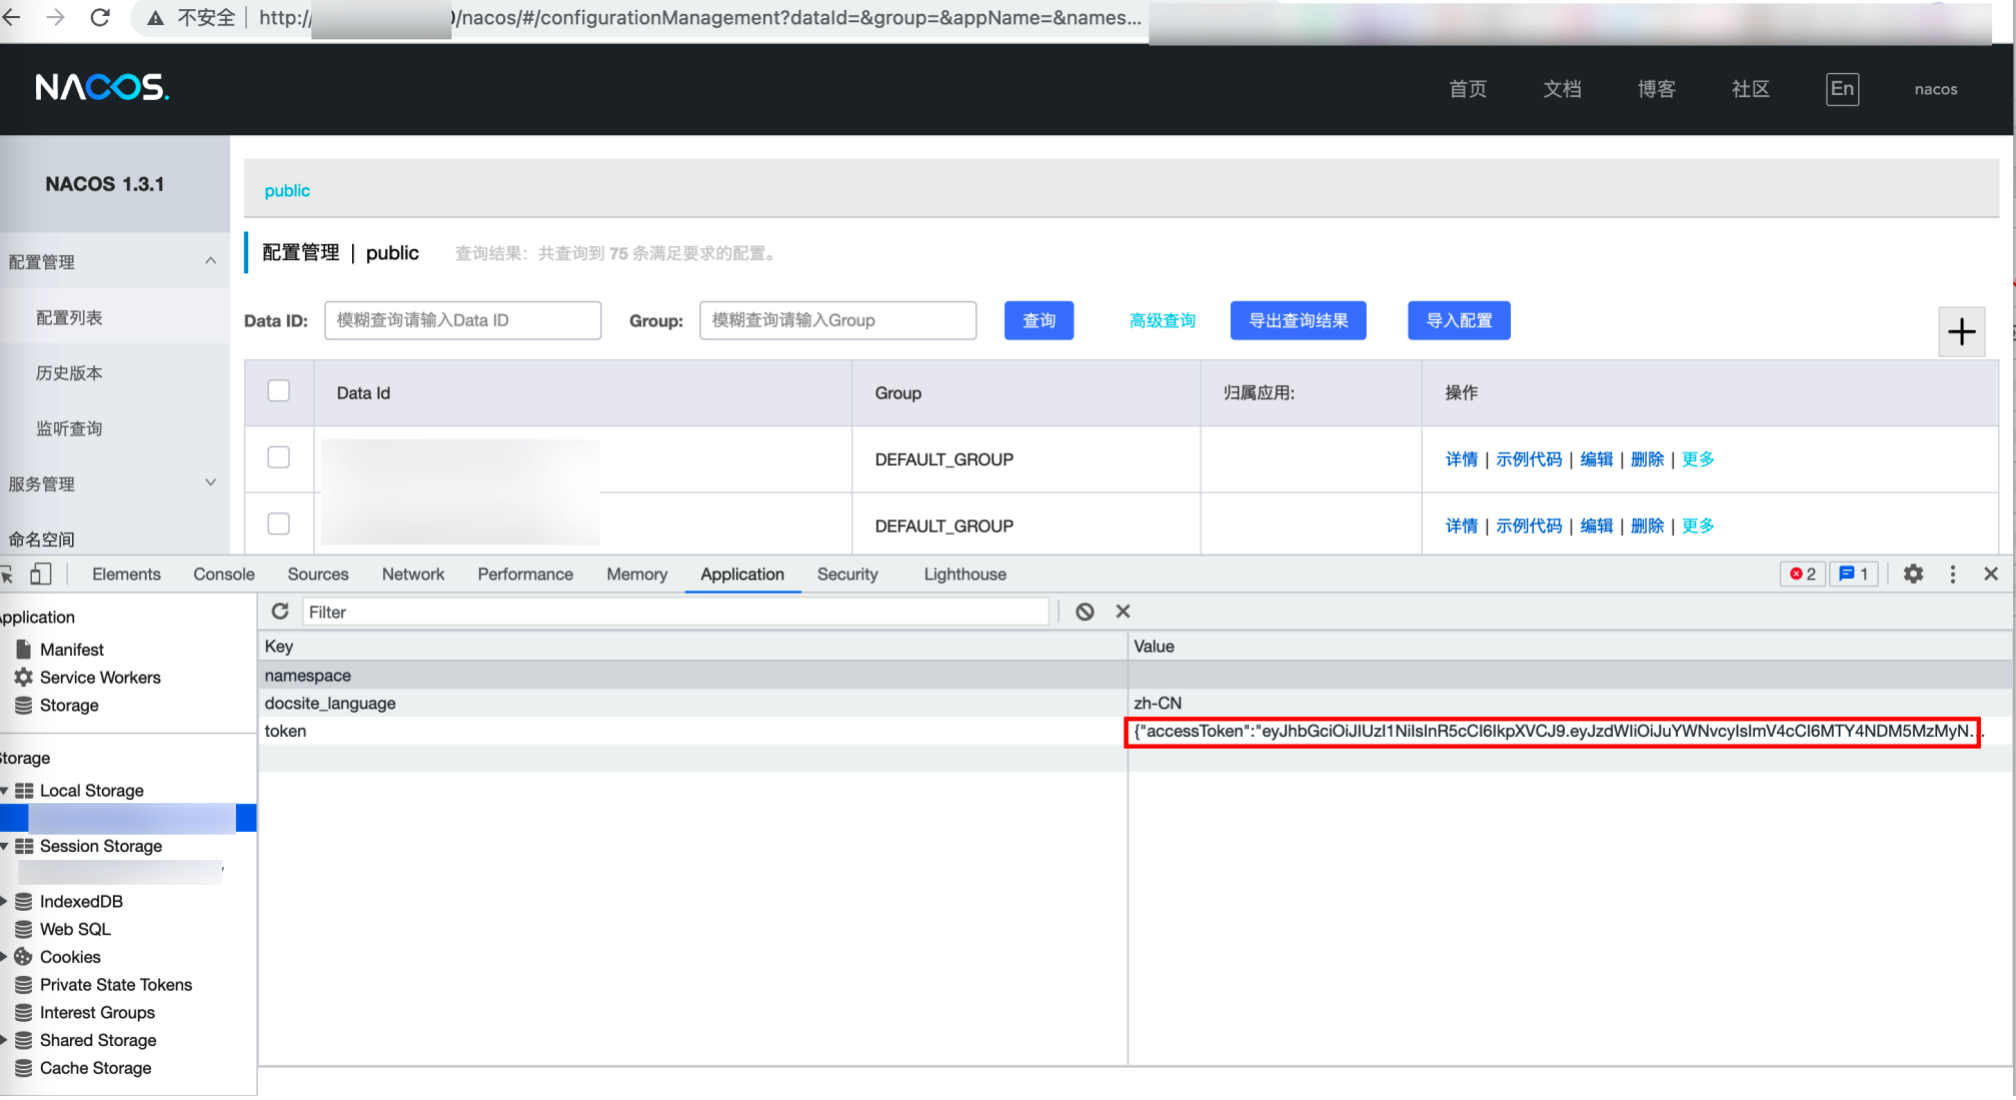 不安全 http:// 0/nacos/#/configurationManagement?dataId=&group=&appName=&names...
NACOS. 首页 文档 博客 社区 En nacos
NACOS 1.3.1
public
配置管理 | public 查询结果：共查询到 75 条满足要求的配置。
配置管理
配置列表
历史版本
监听查询
服务管理
命名空间
Data ID: 模糊查询请输入Data ID Group: 模糊查询请输入Group 查询 高级查询 导出查询结果 导入配置
Data Id Group 归属应用: 操作
DEFAULT_GROUP 详情 | 示例代码 | 编辑 | 删除 | 更多
DEFAULT_GROUP 详情 | 示例代码 | 编辑 | 删除 | 更多
Elements Console Sources Network Performance Memory Application Security Lighthouse 2 1
Filter
Application
Manifest
Service Workers
Storage
Storage
Local Storage
Session Storage
IndexedDB
Web SQL
Cookies
Private State Tokens
Interest Groups
Shared Storage
Cache Storage
Key Value
namespace
docsite_language zh-CN
token {"accessToken":"eyJhbGciOiJIUzI1NiIsInR5cCI6IkpXVCJ9.eyJzdWIiOiJuYWNvcyIsImV4cCI6MTY4NDM5MzMyN...